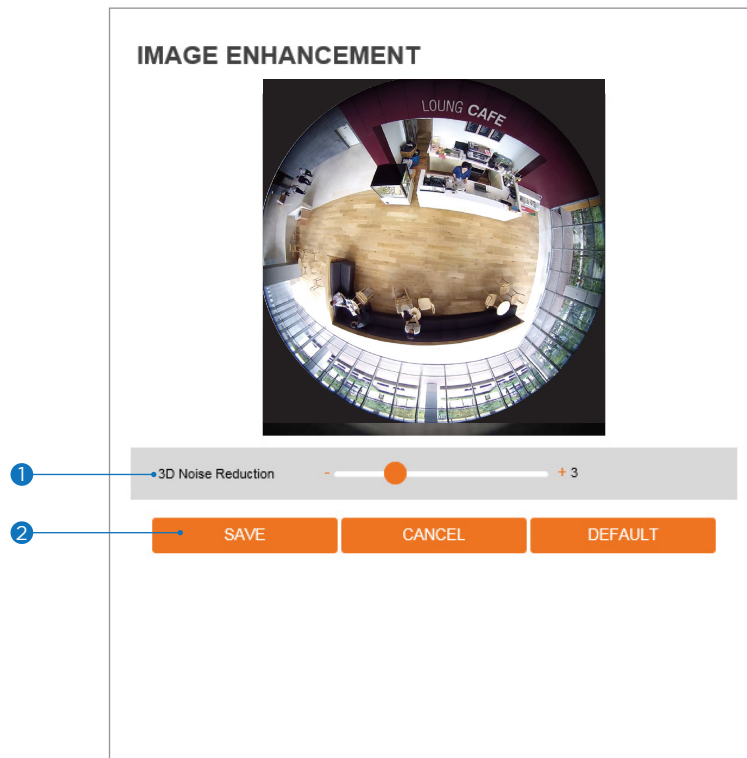 IMAGE ENHANCEMENT
LOUNG CAFE
1
3D Noise Reduction - + 3
2
SAVE CANCEL DEFAULT